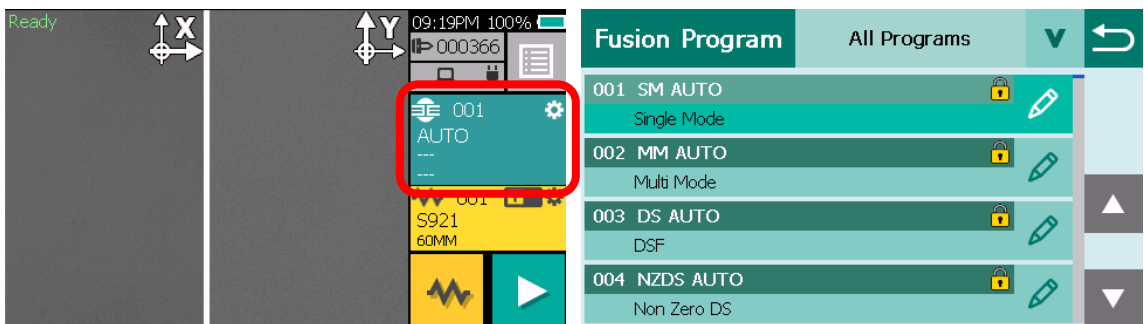 Ready
X
Y
09:19PM 100%
000366
001
AUTO
---
---
001
S921
60MM
Fusion Program
All Programs
V
001 SM AUTO
Single Mode
002 MM AUTO
Multi Mode
003 DS AUTO
DSF
004 NZDS AUTO
Non Zero DS